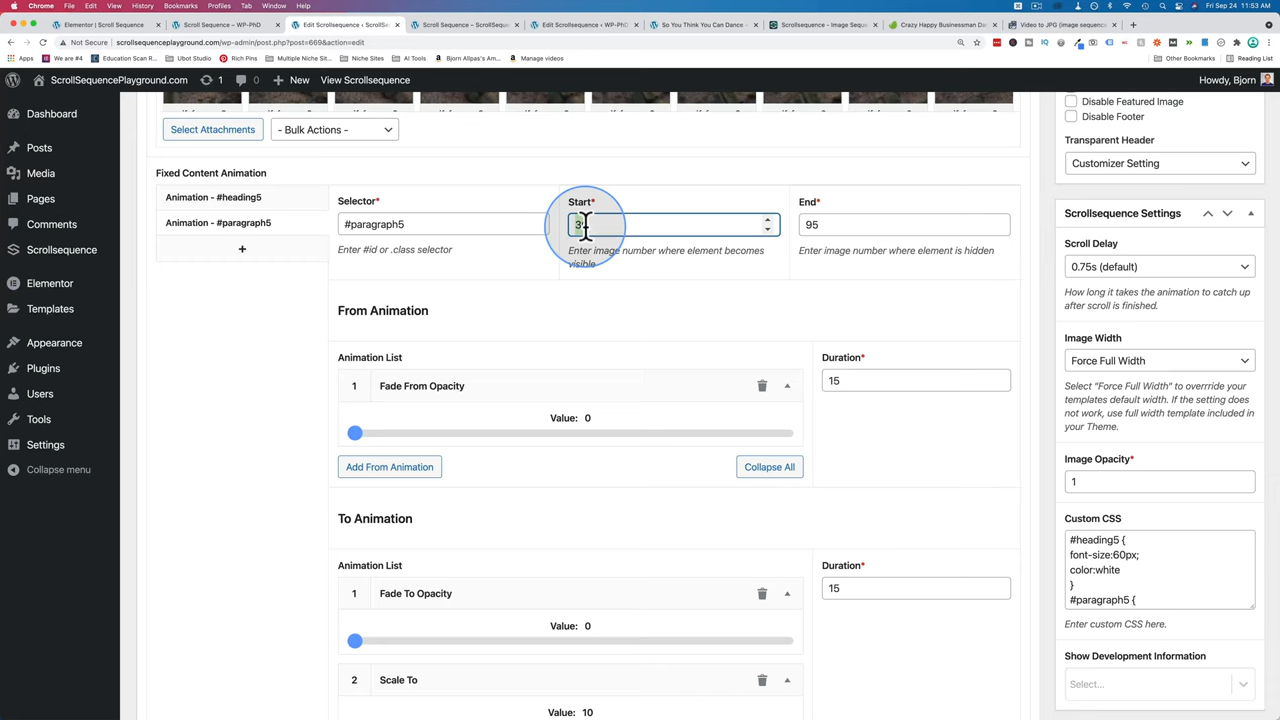 Chrome File Edit View History Bookmarks Profiles Tab Window Help
Fri Sep 24 11:53 AM
Elementor | Scroll Sequence
Scroll Sequence – WP-PhD
Edit Scrollsequence ‹ ScrollSe
Scroll Sequence – ScrollSequ
Edit Scrollsequence ‹ WP-PhD
So You Think You Can Dance -
Scrollsequence - Image Sequ
Crazy Happy Businessman Da
Video to JPG (image sequenc
Not Secure scrollsequenceplayground.com/wp-admin/post.php?post=669&action=edit
Apps
We are #4
Education Scan R
Ubot Studio
Rich Pins
Multiple Niche Sit
Niche Sites
AI Tools
Bjorn Allpas's Am
Manage videos
Other Bookmarks
Reading List
ScrollSequencePlayground.com 1 0 New View Scrollsequence
Howdy, Bjorn
Dashboard
Posts
Media
Pages
Comments
Scrollsequence
Elementor
Templates
Appearance
Plugins
Users
Tools
Settings
Collapse menu
Select Attachments
- Bulk Actions -
Fixed Content Animation
Animation - #heading5
Animation - #paragraph5
+
Selector*
#paragraph5
Enter #id or .class selector
Start*
Enter image number where element becomes
visible
End*
95
Enter image number where element is hidden
From Animation
Animation List
1 Fade From Opacity
Value: 0
Add From Animation
Collapse All
Duration*
15
To Animation
Animation List
1 Fade To Opacity
Value: 0
2 Scale To
Value: 10
Duration*
15
Disable Featured Image
Disable Footer
Transparent Header
Customizer Setting
Scrollsequence Settings
Scroll Delay
0.75s (default)
How long it takes the animation to catch up
after scroll is finished.
Image Width
Force Full Width
Select "Force Full Width" to override your
templates default width. If the setting
does not work, use full width template included in
your Theme.
Image Opacity*
1
Custom CSS
#heading5 {
font-size:60px;
color:white
}
#paragraph5 {
Enter custom CSS here.
Show Development Information
Select...